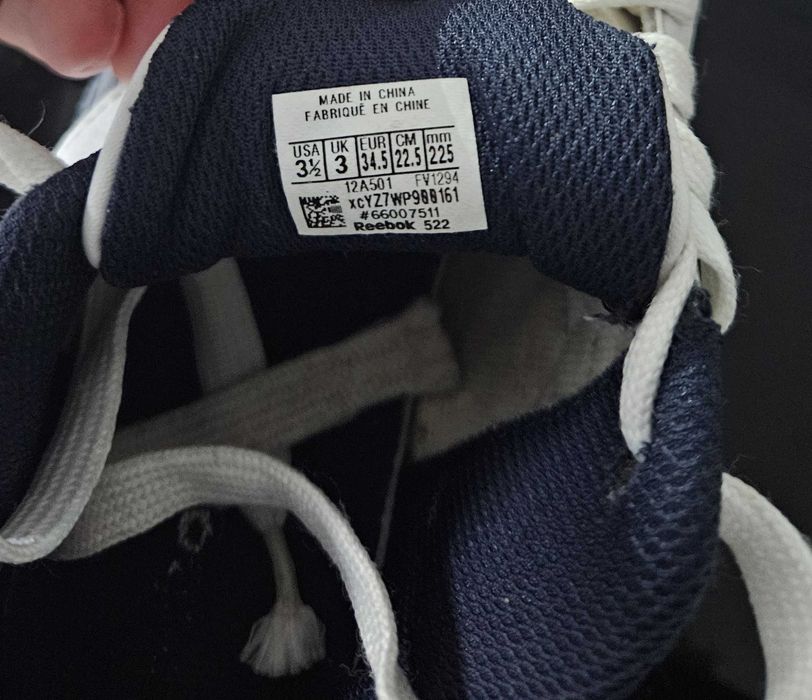 MADE IN CHINA
FABRIQUÊ EN CHINE
USA UK EUR CM mm
3½ 3 34.5 22.5 225
12A501 FV1294
xcYZ7WP900161
#66007511
Reebok 522